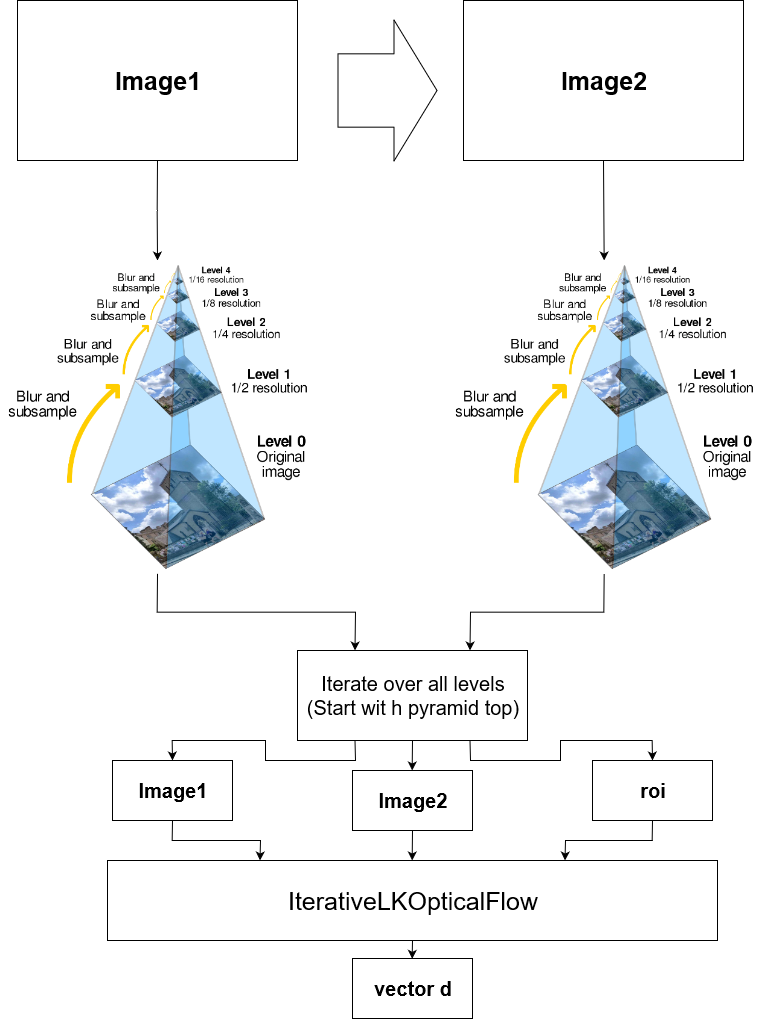 Image1
Image2
Level 4
1/16 resolution
Blur and
subsample
Level 3
1/8 resolution
Blur and
subsample
Level 2
1/4 resolution
Blur and
subsample
Level 1
1/2 resolution
Blur and
subsample
Level 0
Original
image
Level 4
1/16 resolution
Blur and
subsample
Level 3
1/8 resolution
Blur and
subsample
Level 2
1/4 resolution
Blur and
subsample
Level 1
1/2 resolution
Blur and
subsample
Level 0
Original
image
Iterate over all levels
(Start wit h pyramid top)
Image1
Image2
roi
IterativeLKOpticalFlow
vector d